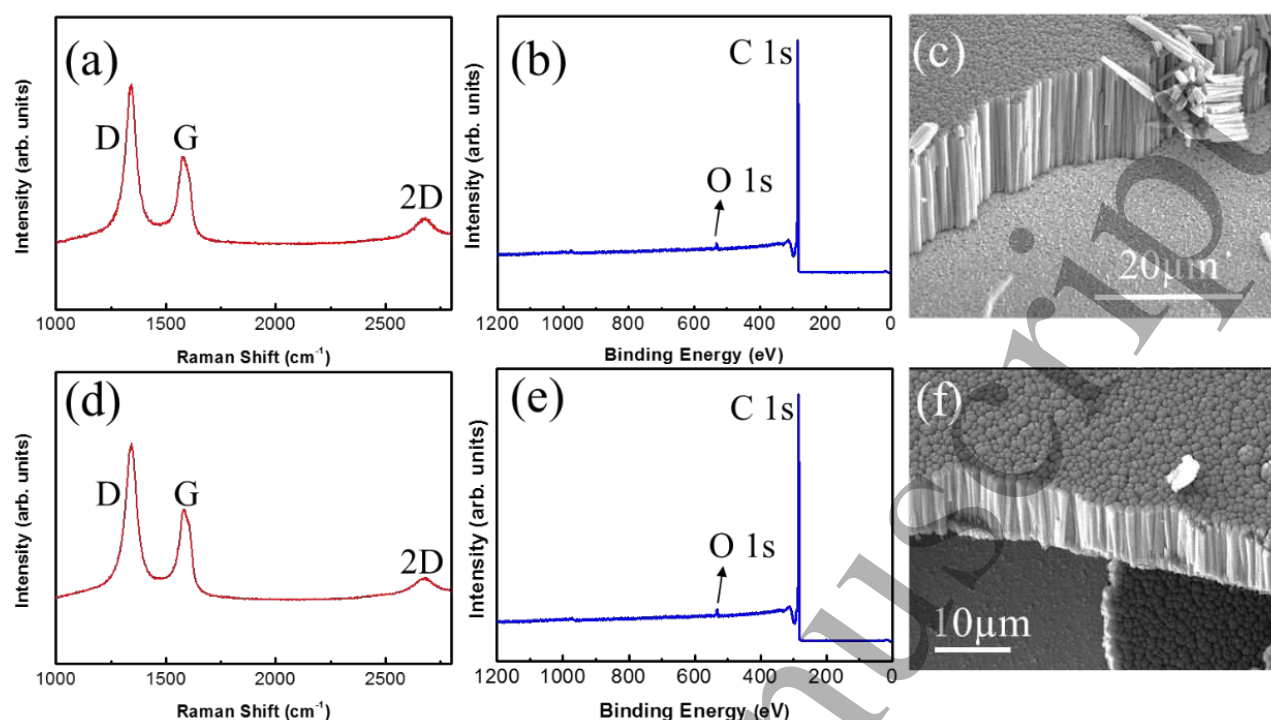 (a)
D
G
2D
Intensity (arb. units)
1000
1500
2000
2500
Raman Shift (cm⁻¹)
(b)
C 1s
O 1s
Intensity (arb. units)
1200
1000
800
600
400
200
0
Binding Energy (eV)
(c)
20μm
(d)
D
G
2D
Intensity (arb. units)
1000
1500
2000
2500
Raman Shift (cm⁻¹)
(e)
C 1s
O 1s
Intensity (arb. units)
1200
1000
800
600
400
200
0
Binding Energy (eV)
(f)
10μm